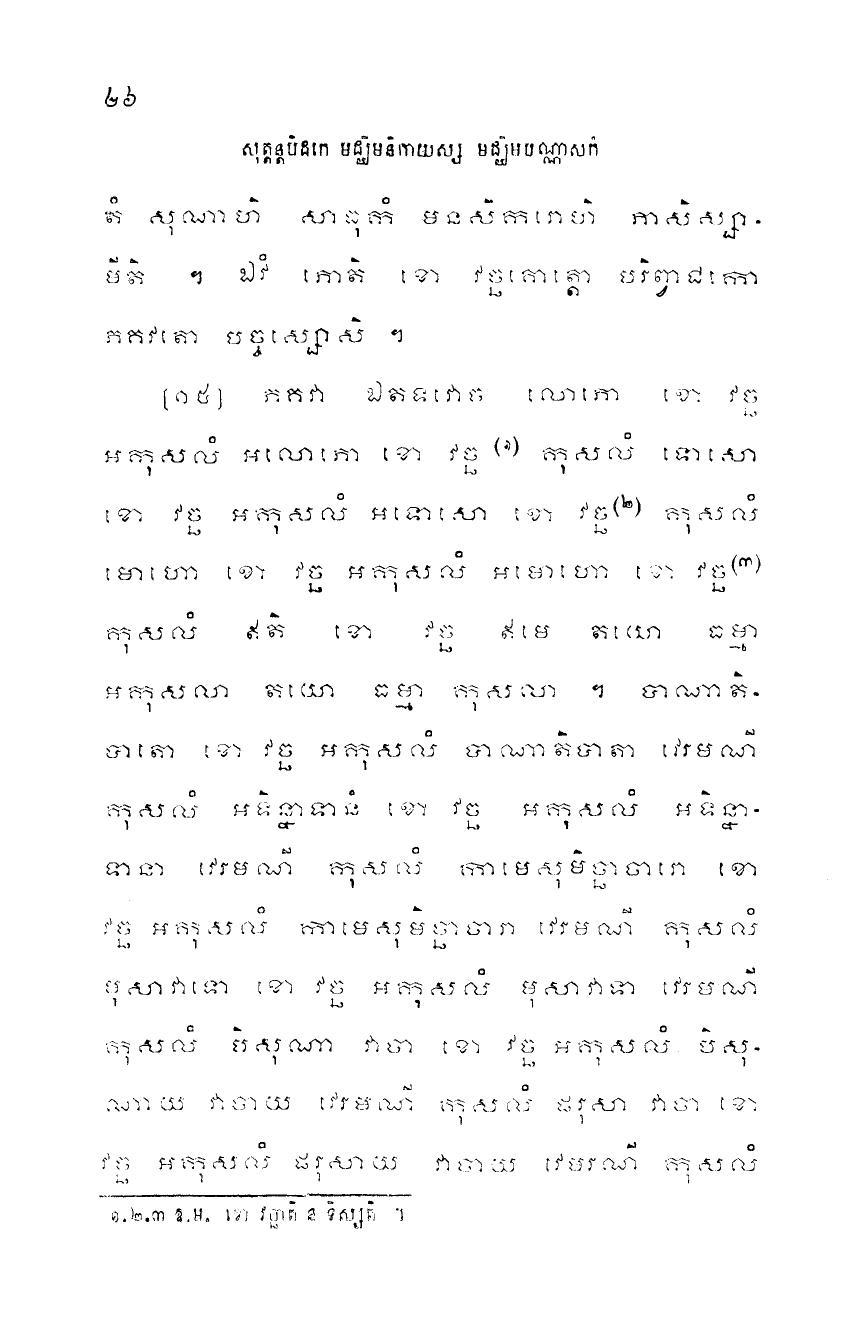 ២៦
សុត្តន្តបិដកេ មជ្ឈិមនិកាយស្ស មជ្ឈិមបណ្ណាសកំ
តំ សុណាហិ សាធុកំ មនសិករោហិ ភាសិស្សា-
មីតិ ។ ឯវំ ភោតិ ខោ វច្ឆគោត្តោ បរិព្វាជកោ
ភគវតោ បច្ចស្សោសិ ។
[១៥] ភគវា ឯតទវោច លោភោ ខោ វច្ឆ
អកុសលំ អលោភោ ខោ វច្ឆ (១) កុសលំ ទោសោ
ខោ វច្ឆ អកុសលំ អទោសោ ខោ វច្ឆ(២) កុសលំ
មោហោ ខោ វច្ឆ អកុសលំ អមោហោ ខោ វច្ឆ(៣)
កុសលំ ឥតិ ខោ វច្ឆ ឥមេ តយោ ធម្មា
អកុសលា តយោ ធម្មា កុសលា ។ បាណាតិ-
បាតោ ខោ វច្ឆ អកុសលំ បាណាតិបាតា វេរមណី
កុសលំ អទិន្នាទានំ ខោ វច្ឆ អកុសលំ អទិន្នា-
ទានា វេរមណី កុសលំ កាមេសុមិច្ឆាចារោ ខោ
វច្ឆ អកុសលំ កាមេសុមិច្ឆាចារា វេរមណី កុសលំ
មុសាវាទោ ខោ វច្ឆ អកុសលំ មុសាវាទា វេរមណី
កុសលំ បិសុណា វាចា ខោ វច្ឆ អកុសលំ បិសុ-
ណាយ វាចាយ វេរមណី កុសលំ ផរុសា វាចា ខោ
វច្ឆ អកុសលំ ផរុសាយ វាចាយ វេមរណី កុសលំ
១.២.៣ ឱ.ម. ខោ វច្ឆាតិ ន ទិស្សតិ ។